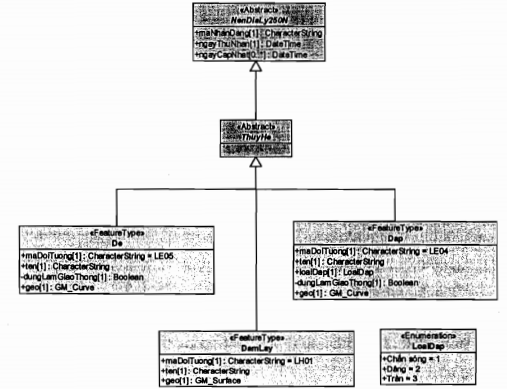 «Abstract»
NenDiaLy250N
+maNhanDang[1] : CharacterString
+ngayThuNhan[1] : DateTime
+ngayCapNhat[0..*] : DateTime
«Abstract»
ThuyHe
«FeatureType»
De
+maDoiTuong[1] : CharacterString = LE05
+ten[1] : CharacterString
-dungLamGiaoThong[1] : Boolean
+geo[1] : GM_Curve
«FeatureType»
Dap
+maDoiTuong[1] : CharacterString = LE04
+ten[1] : CharacterString
+loaiDap[1] : LoaiDap
-dungLamGiaoThong[1] : Boolean
+geo[1] : GM_Curve
«FeatureType»
DamLay
+maDoiTuong[1] : CharacterString = LH01
+ten[1] : CharacterString
+geo[1] : GM_Surface
«Enumeration»
LoaiDap
+Chắn sóng = 1
+Dâng = 2
+Tràn = 3